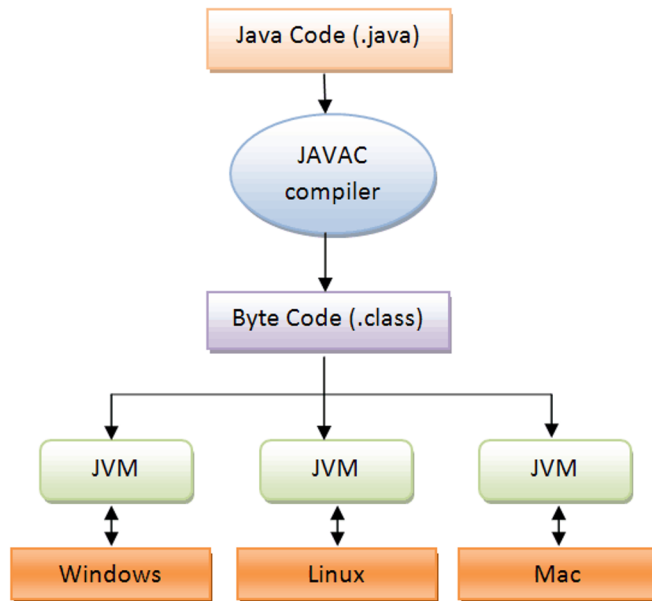 Java Code (.java)
JAVAC
compiler
Byte Code (.class)
JVM
JVM
JVM
Windows
Linux
Mac